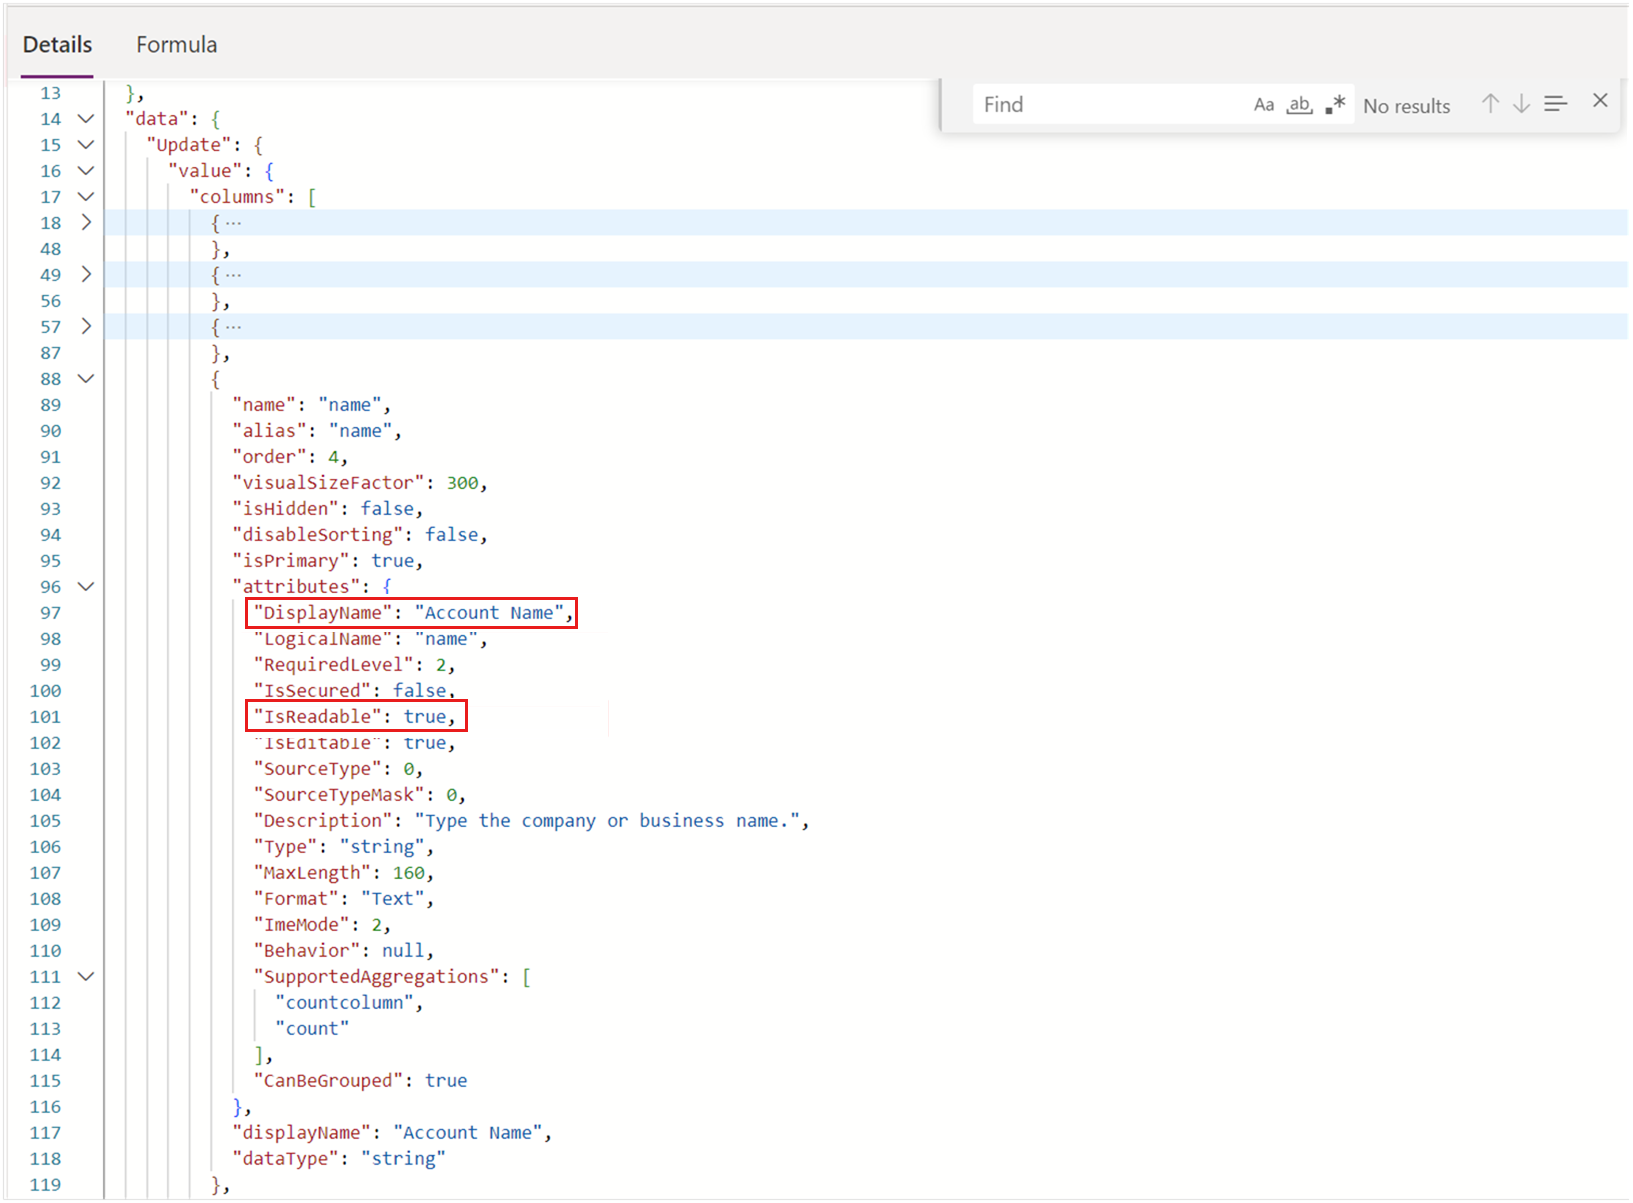 Details Formula
Find Aa ab .* No results
13 },
14 "data": {
15 "Update": {
16 "value": {
17 "columns": [
18 { ...
48 },
49 { ...
56 },
57 { ...
87 },
88 {
89 "name": "name",
90 "alias": "name",
91 "order": 4,
92 "visualSizeFactor": 300,
93 "isHidden": false,
94 "disableSorting": false,
95 "isPrimary": true,
96 "attributes": {
97 "DisplayName": "Account Name",
98 "LogicalName": "name",
99 "RequiredLevel": 2,
100 "IsSecured": false,
101 "IsReadable": true,
102 "IsEditable": true,
103 "SourceType": 0,
104 "SourceTypeMask": 0,
105 "Description": "Type the company or business name.",
106 "Type": "string",
107 "MaxLength": 160,
108 "Format": "Text",
109 "ImeMode": 2,
110 "Behavior": null,
111 "SupportedAggregations": [
112 "countcolumn",
113 "count"
114 ],
115 "CanBeGrouped": true
116 },
117 "displayName": "Account Name",
118 "dataType": "string"
119 },